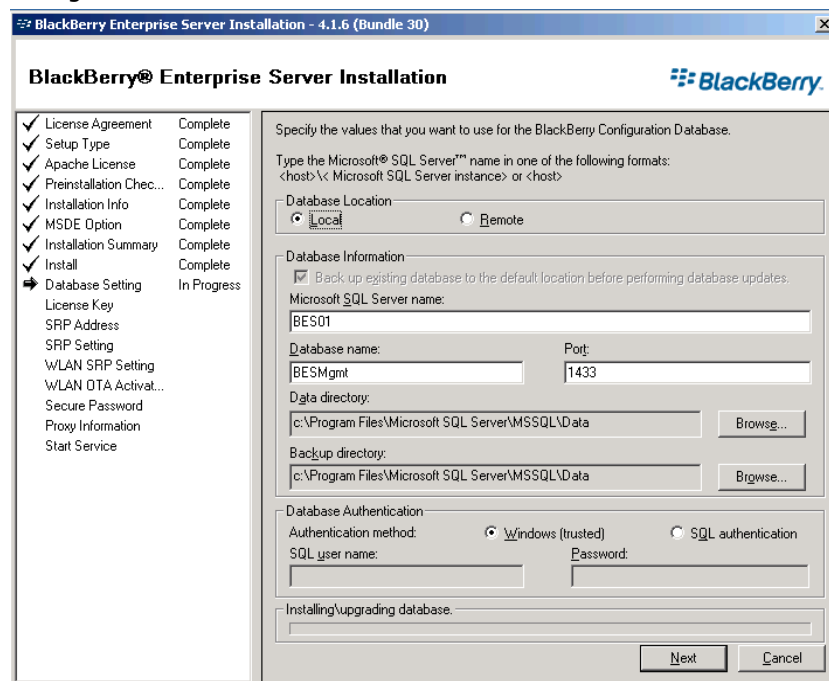 BlackBerry Enterprise Server Installation - 4.1.6 (Bundle 30)
BlackBerry® Enterprise Server Installation
BlackBerry.
License Agreement Complete
Setup Type Complete
Apache License Complete
Preinstallation Chec... Complete
Installation Info Complete
MSDE Option Complete
Installation Summary Complete
Install Complete
Database Setting In Progress
License Key
SRP Address
SRP Setting
WLAN SRP Setting
WLAN OTA Activat...
Secure Password
Proxy Information
Start Service
Specify the values that you want to use for the BlackBerry Configuration Database.
Type the Microsoft® SQL Server™ name in one of the following formats:
<host>\< Microsoft SQL Server instance> or <host>
Database Location
Local Remote
Database Information
Back up existing database to the default location before performing database updates.
Microsoft SQL Server name:
BES01
Database name: Port:
BESMgmt 1433
Data directory:
c:\Program Files\Microsoft SQL Server\MSSQL\Data Browse...
Backup directory:
c:\Program Files\Microsoft SQL Server\MSSQL\Data Browse...
Database Authentication
Authentication method: Windows (trusted) SQL authentication
SQL user name: Password:
Installing\upgrading database.
Next Cancel